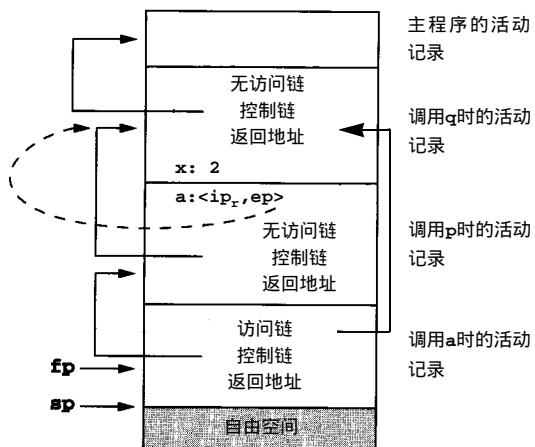 主程序的活动
记录
无访问链
控制链
返回地址
x: 2
调用q时的活动
记录
a:<ipr,ep>
无访问链
控制链
返回地址
调用p时的活动
记录
访问链
控制链
返回地址
调用a时的活动
记录
fp
sp
自由空间